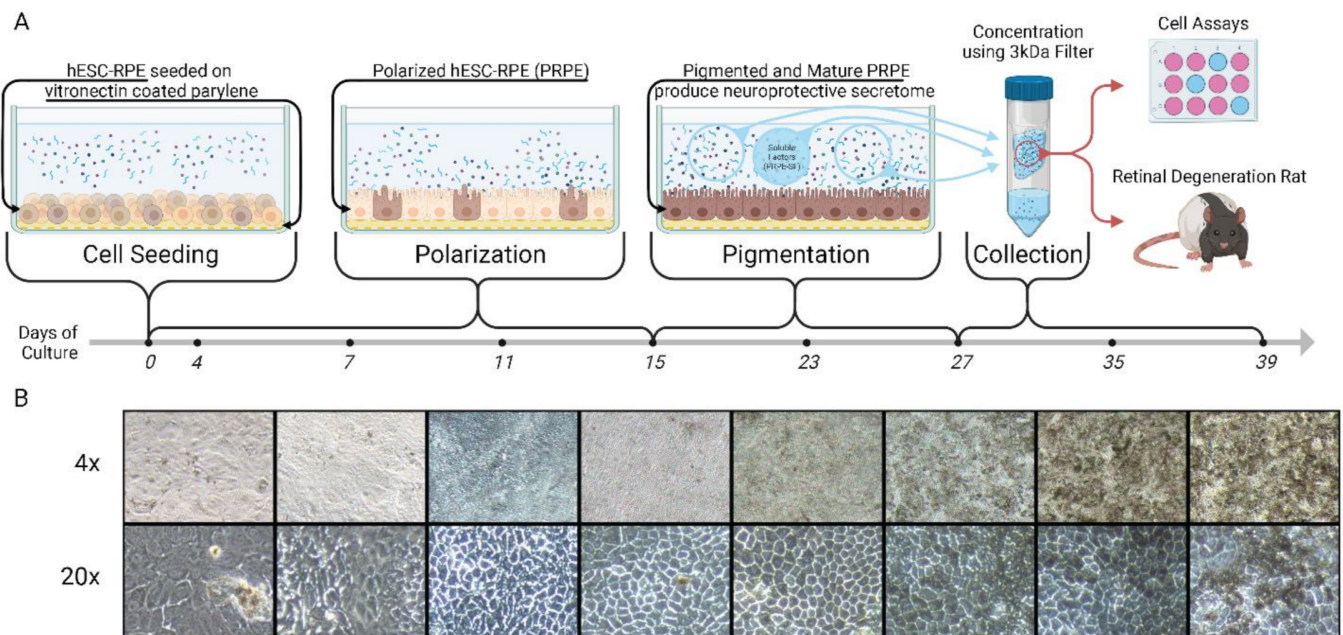 A
hESC-RPE seeded on
vitronectin coated parylene
Polarized hESC-RPE (PRPE)
Pigmented and Mature PRPE
produce neuroprotective secretome
Soluble
Factors
(PRPE-SF)
Concentration
using 3kDa Filter
Cell Assays
Retinal Degeneration Rat
Cell Seeding
Polarization
Pigmentation
Collection
Days of
Culture
0 4 7 11 15 23 27 35 39
B
4x
20x